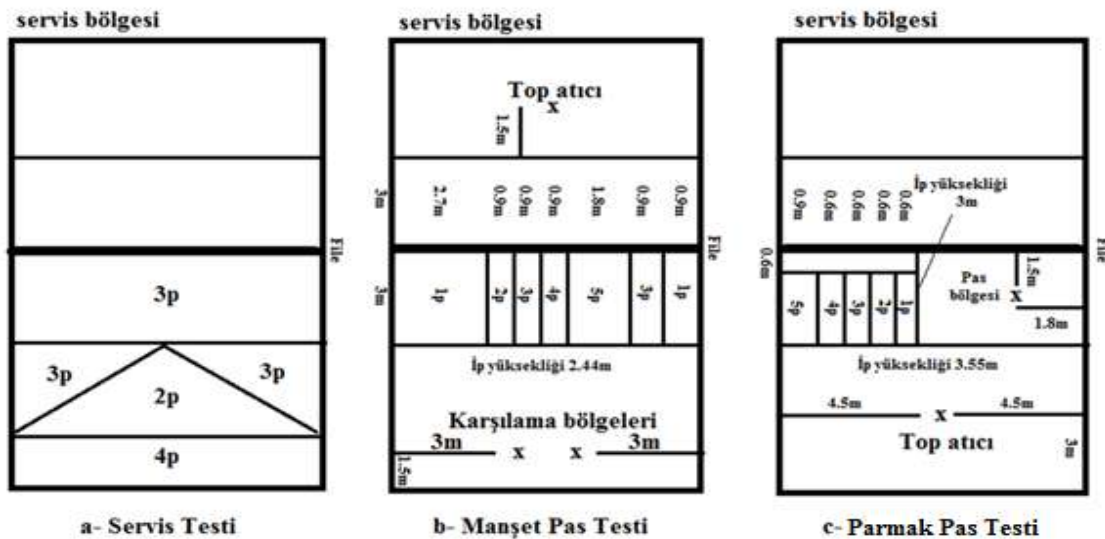 servis bölgesi
File
3p
3p
3p
2p
4p
a- Servis Testi
servis bölgesi
Top atıcı
x
1.5m
3m
2.7m
0.9m
0.9m
0.9m
1.8m
0.9m
0.9m
File
3m
1p
2p
3p
4p
5p
3p
1p
İp yüksekliği 2.44m
Karşılama bölgeleri
3m x x 3m
1.5m
b- Manşet Pas Testi
servis bölgesi
0.9m
0.6m
0.6m
0.6m
0.6m
İp yüksekliği
3m
File
0.6m
5p
4p
3p
2p
1p
Pas
bölgesi
x
1.5m
1.8m
İp yüksekliği 3.55m
4.5m x 4.5m
Top atıcı
3m
c- Parmak Pas Testi